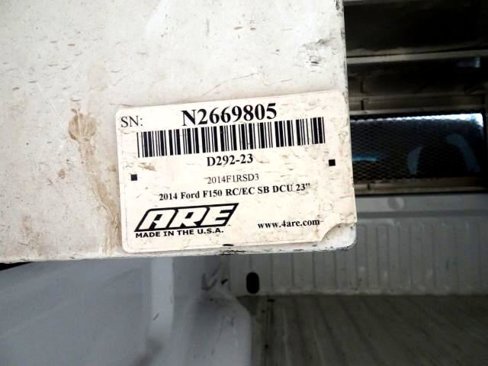 SN: N2669805
D292-23
2014F1RSD3
2014 Ford F150 RC/EC SB DCU 23"
ARE
MADE IN THE U.S.A.
www.4are.com